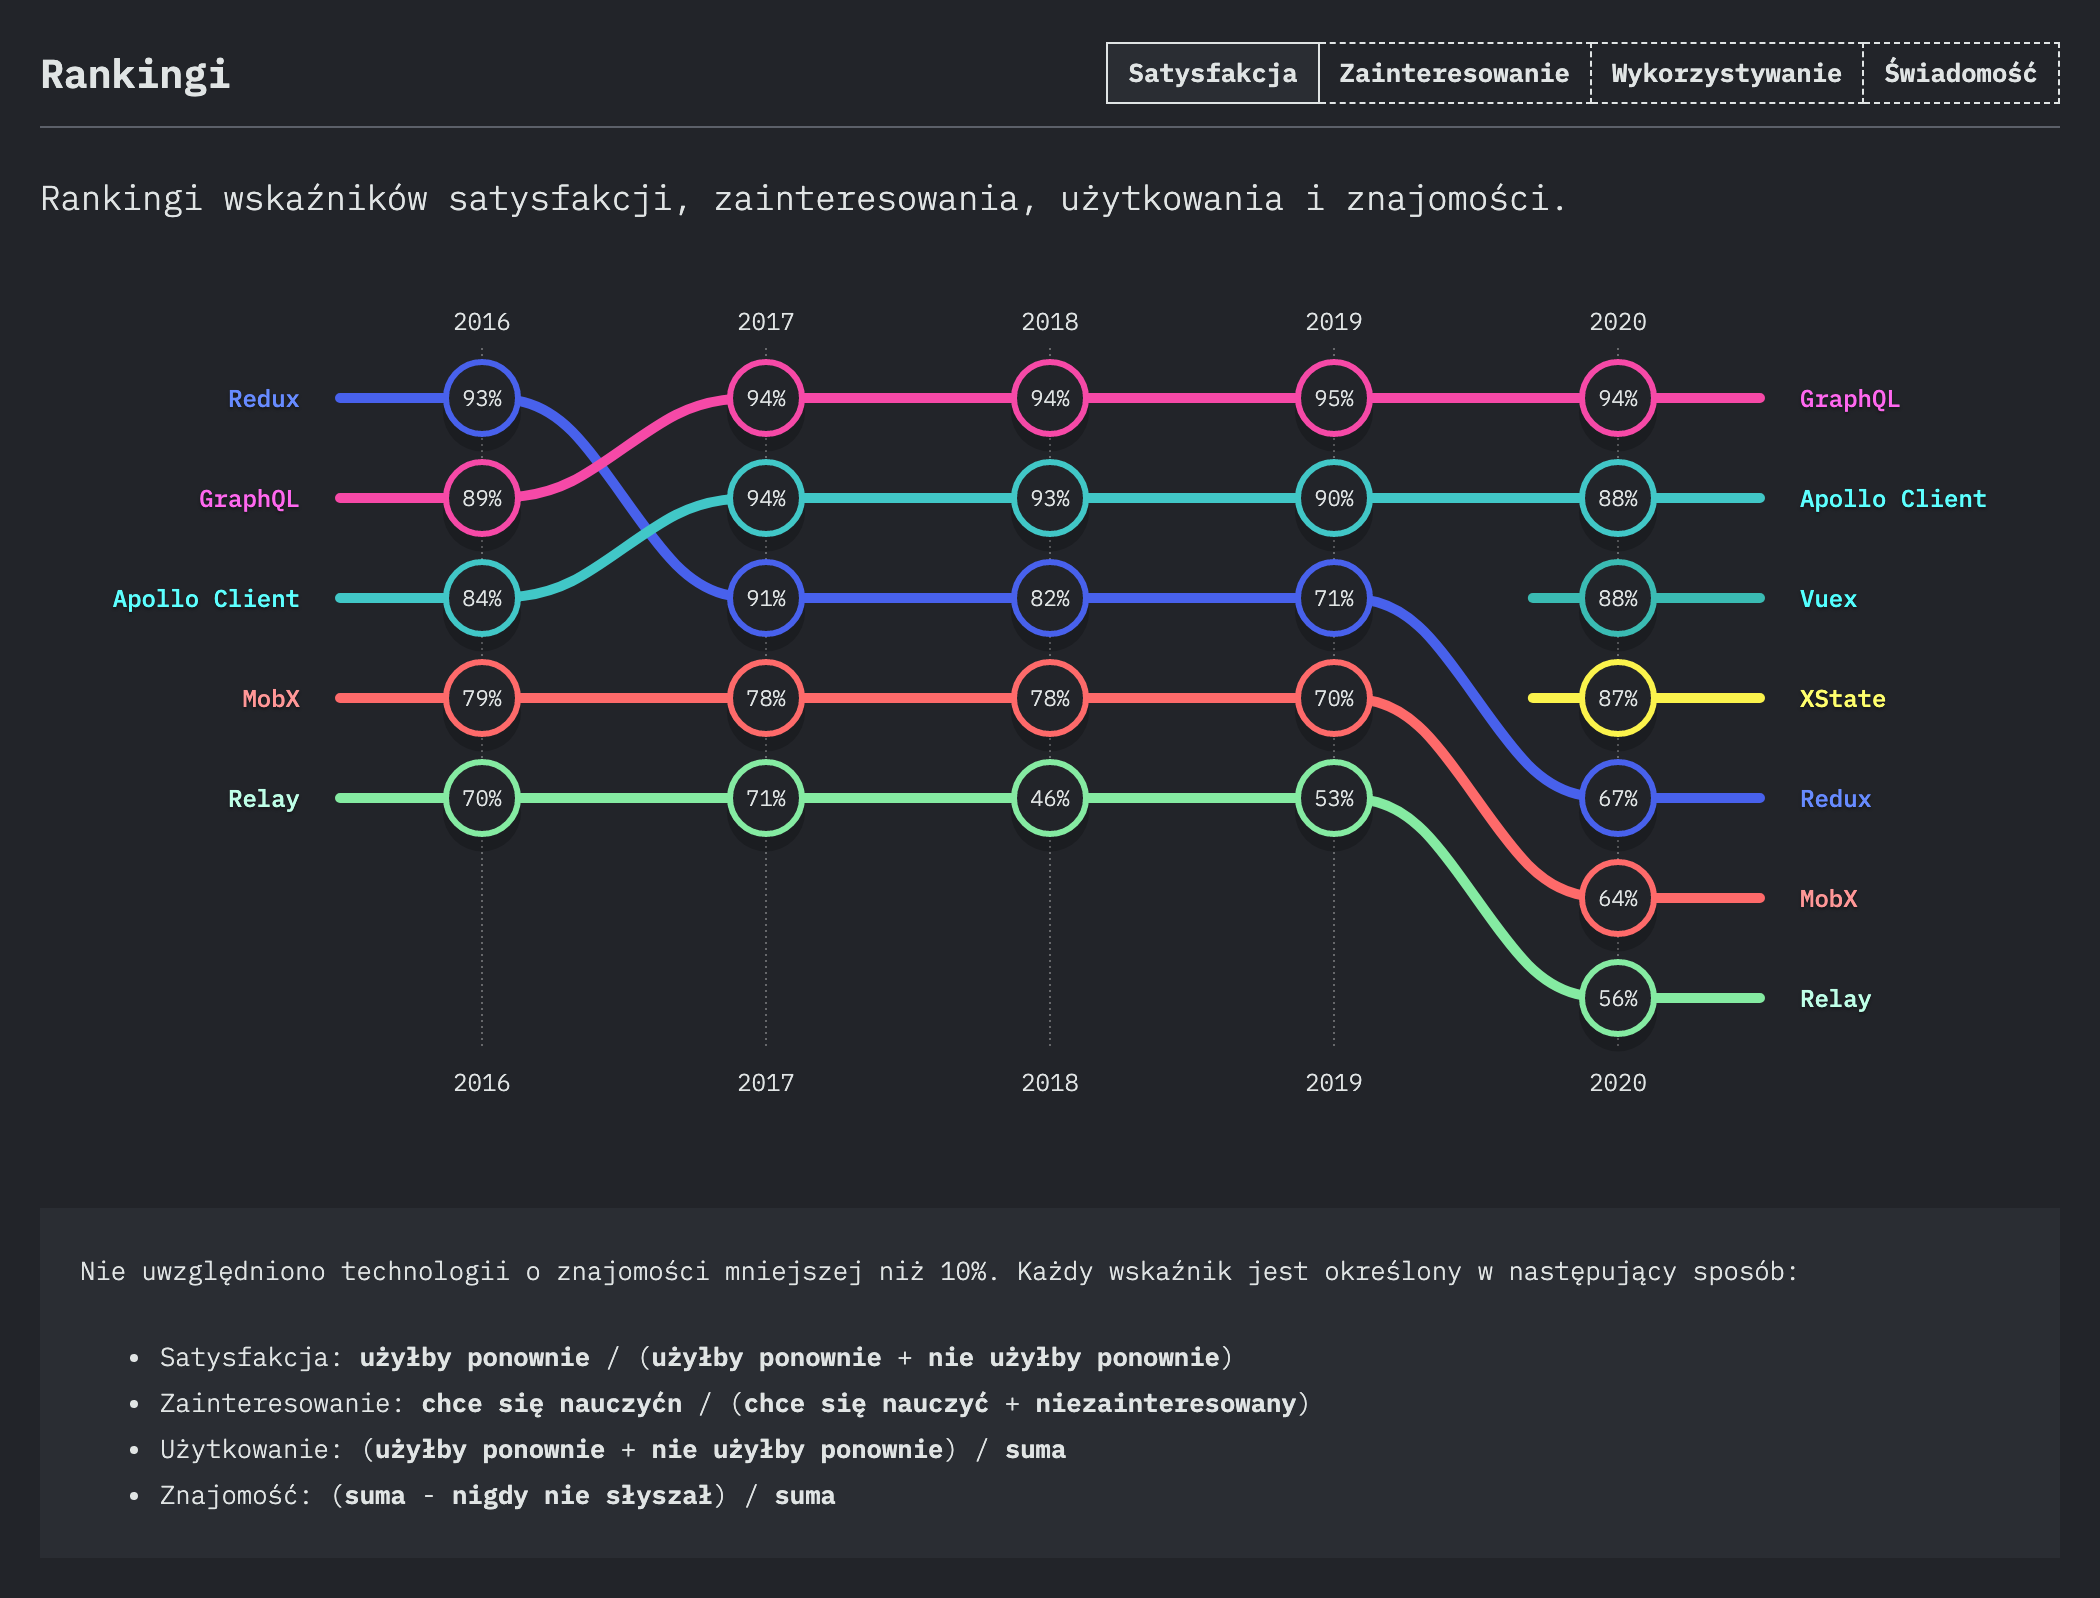 Rankingi
Satysfakcja Zainteresowanie Wykorzystywanie Świadomość
Rankingi wskaźników satysfakcji, zainteresowania, użytkowania i znajomości.
2016 2017 2018 2019 2020
Redux 93% 94% 94% 95% 94% GraphQL
GraphQL 89% 94% 93% 90% 88% Apollo Client
Apollo Client 84% 91% 82% 71% 88% Vuex
MobX 79% 78% 78% 70% 87% XState
Relay 70% 71% 46% 53% 67% Redux
64% MobX
56% Relay
2016 2017 2018 2019 2020
Nie uwzględniono technologii o znajomości mniejszej niż 10%. Każdy wskaźnik jest określony w następujący sposób:
• Satysfakcja: użyłby ponownie / (użyłby ponownie + nie użyłby ponownie)
• Zainteresowanie: chce się nauczyćn / (chce się nauczyć + niezainteresowany)
• Użytkowanie: (użyłby ponownie + nie użyłby ponownie) / suma
• Znajomość: (suma - nigdy nie słyszał) / suma